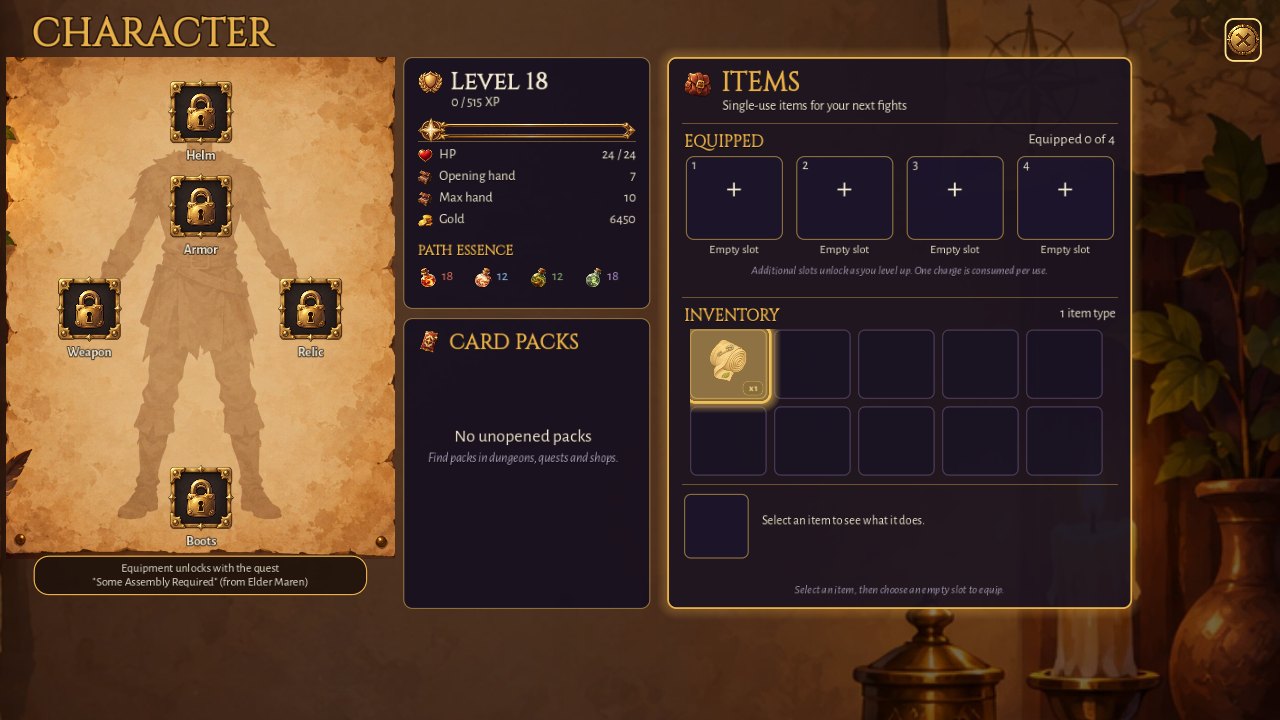 CHARACTER
Helm
Armor
Weapon
Relic
Boots
Equipment unlocks with the quest
"Some Assembly Required" (from Elder Maren)
LEVEL 18
0 / 515 XP
HP 24 / 24
Opening hand 7
Max hand 10
Gold 6450
PATH ESSENCE
18 12 12 18
CARD PACKS
No unopened packs
Find packs in dungeons, quests and shops.
ITEMS
Single-use items for your next fights
EQUIPPED Equipped 0 of 4
1 2 3 4
+ + + +
Empty slot Empty slot Empty slot Empty slot
Additional slots unlock as you level up. One charge is consumed per use.
INVENTORY 1 item type
x1
Select an item to see what it does.
Select an item, then choose an empty slot to equip.